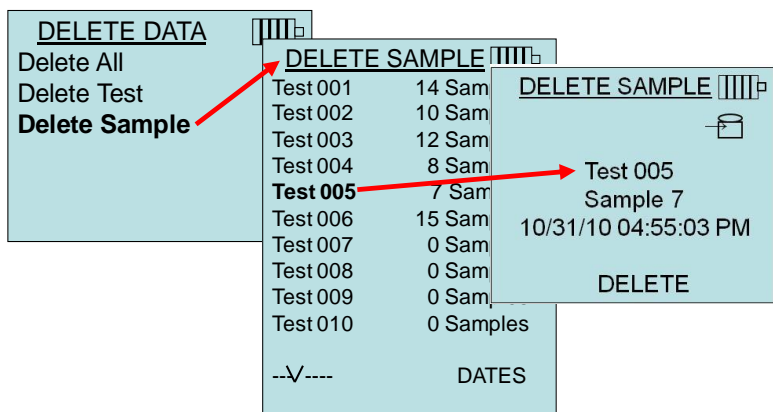 DELETE DATA
Delete All
Delete Test
Delete Sample
DELETE SAMPLE
Test 001 14 Sam
Test 002 10 Sam
Test 003 12 Sam
Test 004 8 Sam
Test 005 7 Sam
Test 006 15 Sam
Test 007 0 Sam
Test 008 0 Sam
Test 009 0 Samples
Test 010 0 Samples
--\/---- DATES
DELETE SAMPLE
Test 005
Sample 7
10/31/10 04:55:03 PM
DELETE